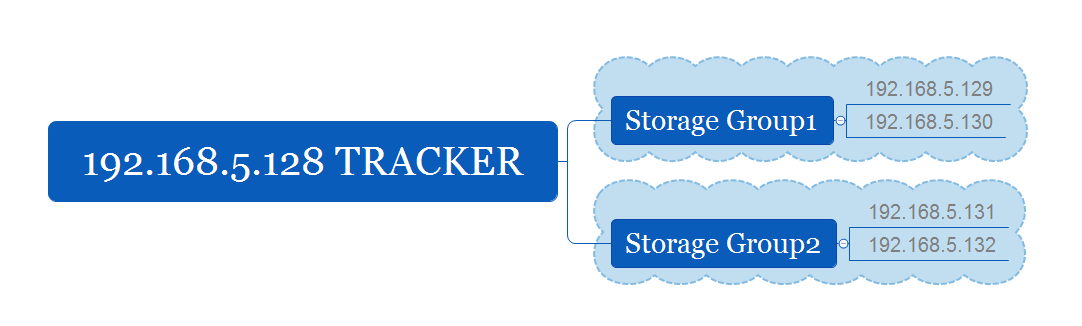 192.168.5.128 TRACKER
Storage Group1
192.168.5.129
192.168.5.130
Storage Group2
192.168.5.131
192.168.5.132